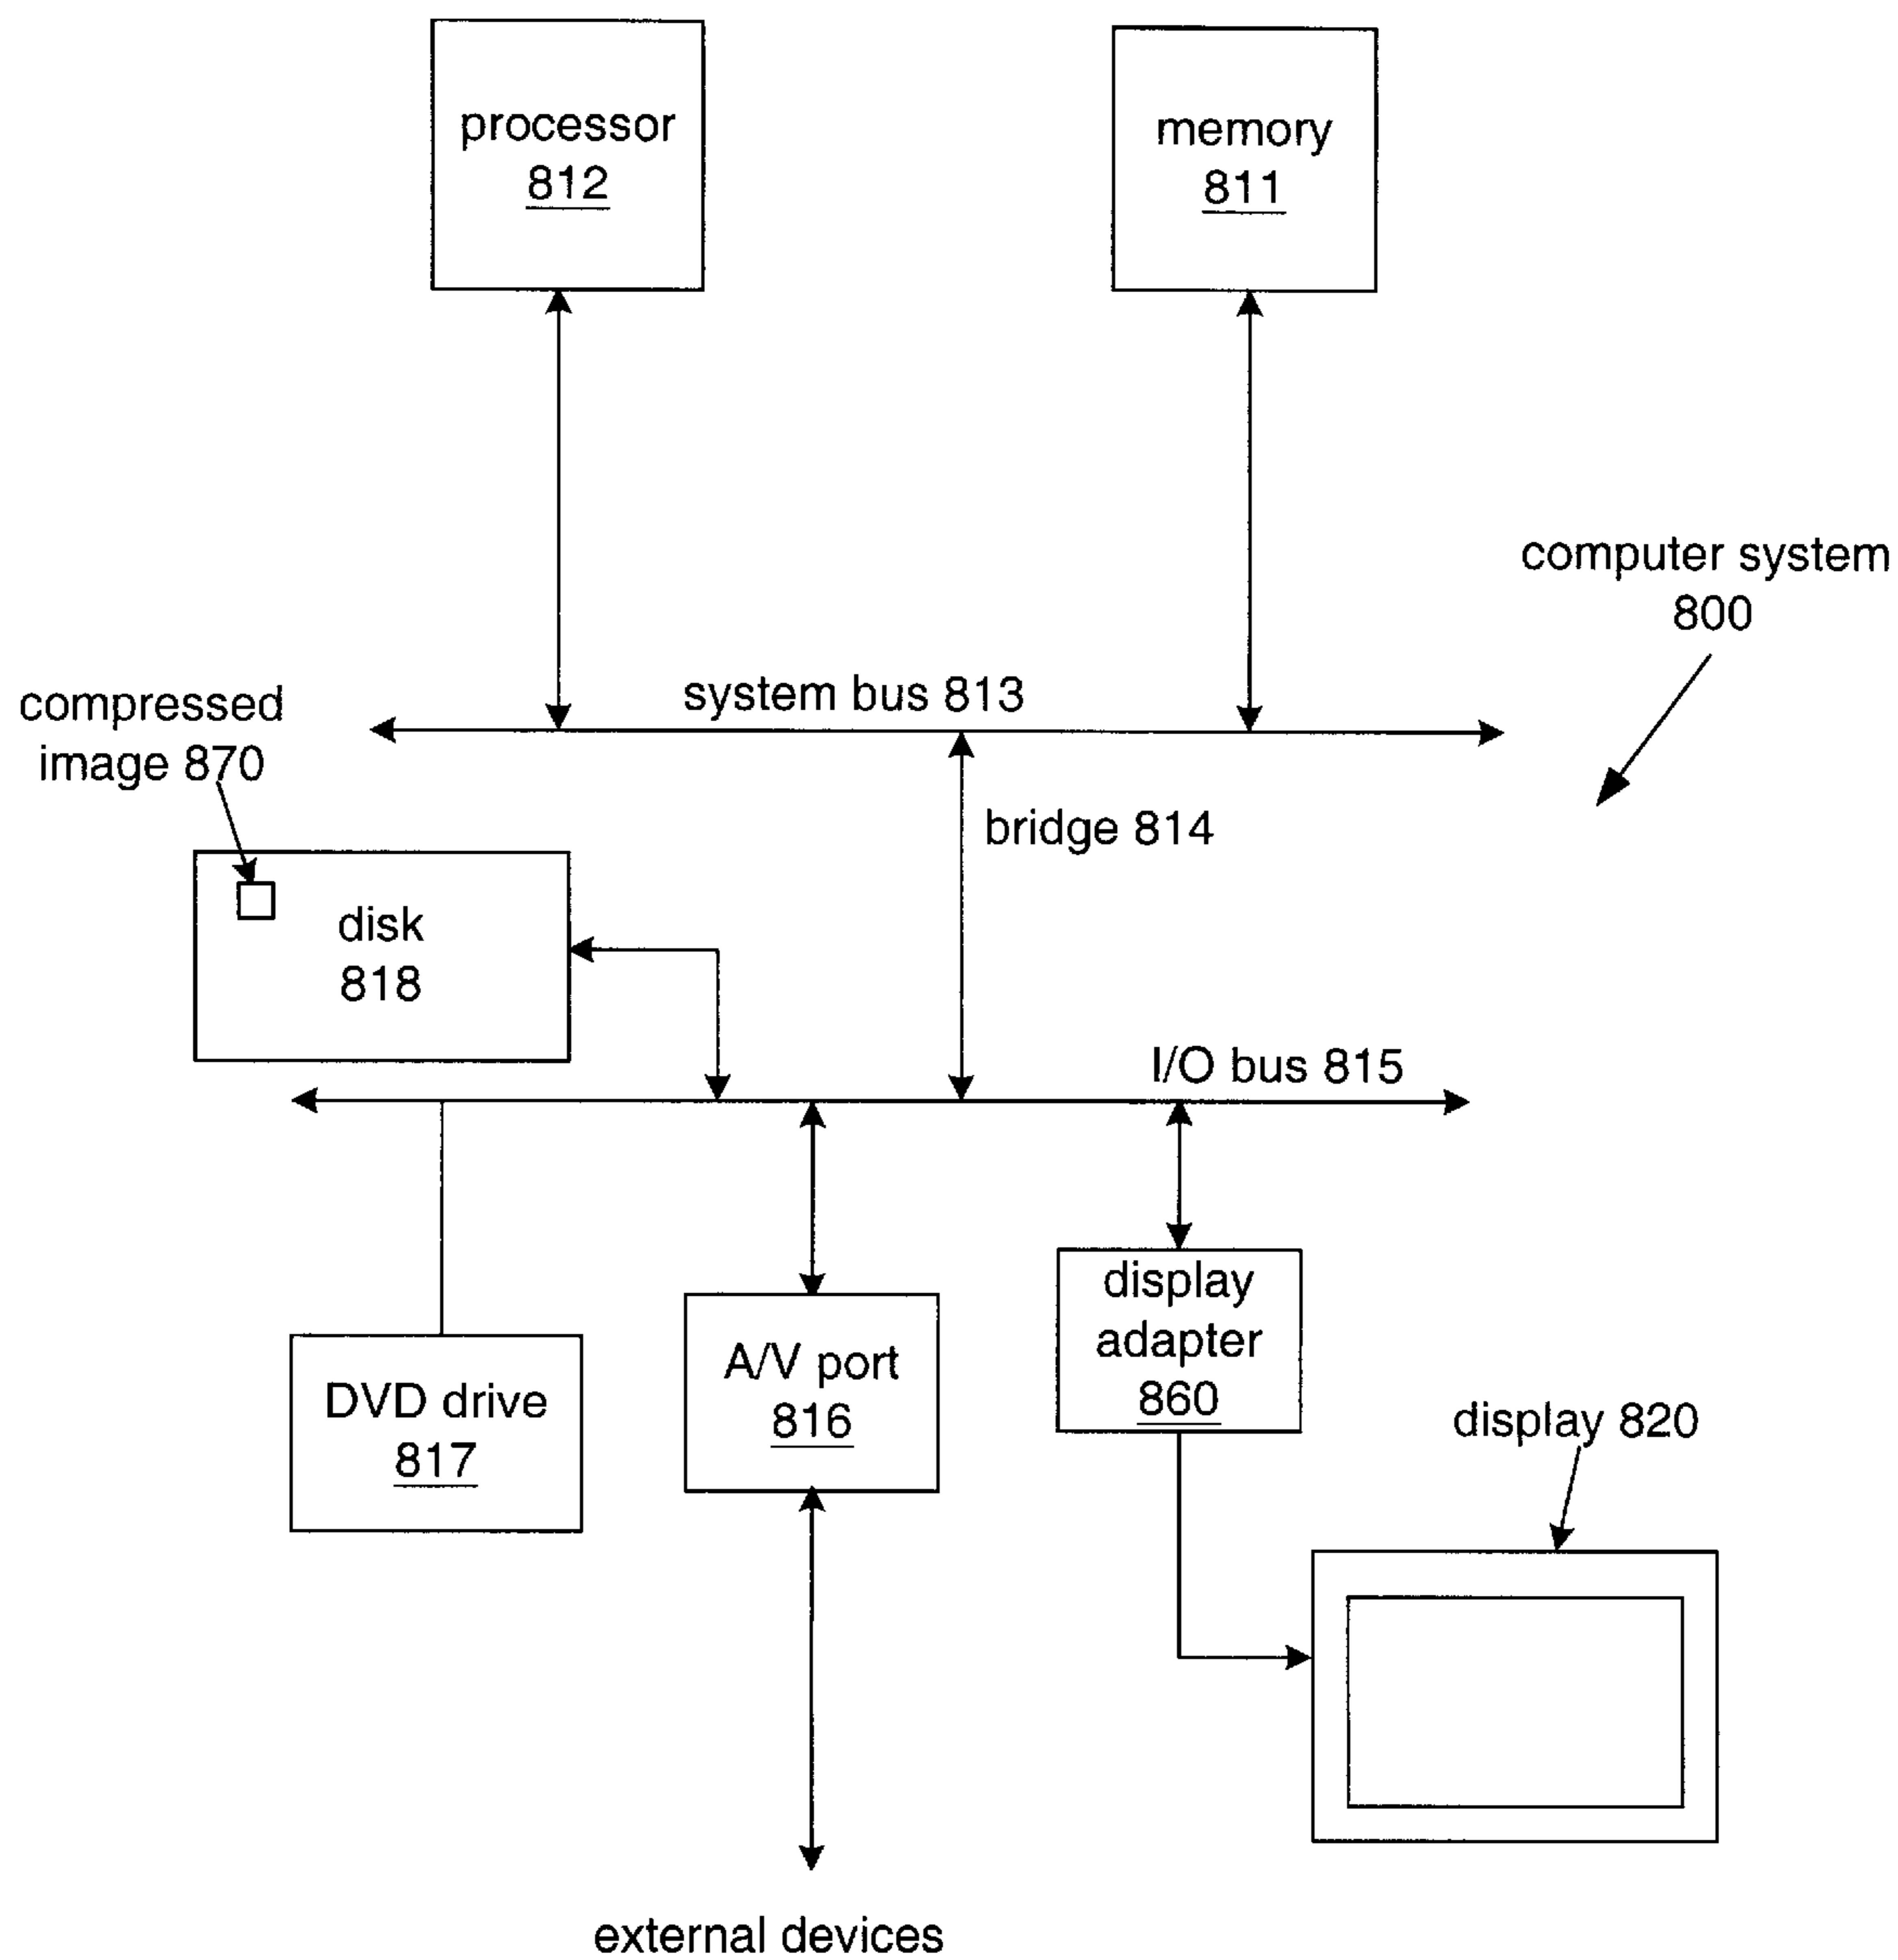 processor
812
memory
811
computer system
800
system bus 813
compressed
image 870
bridge 814
disk
818
I/O bus 815
display
adapter
860
A/V port
816
DVD drive
817
display 820
external devices